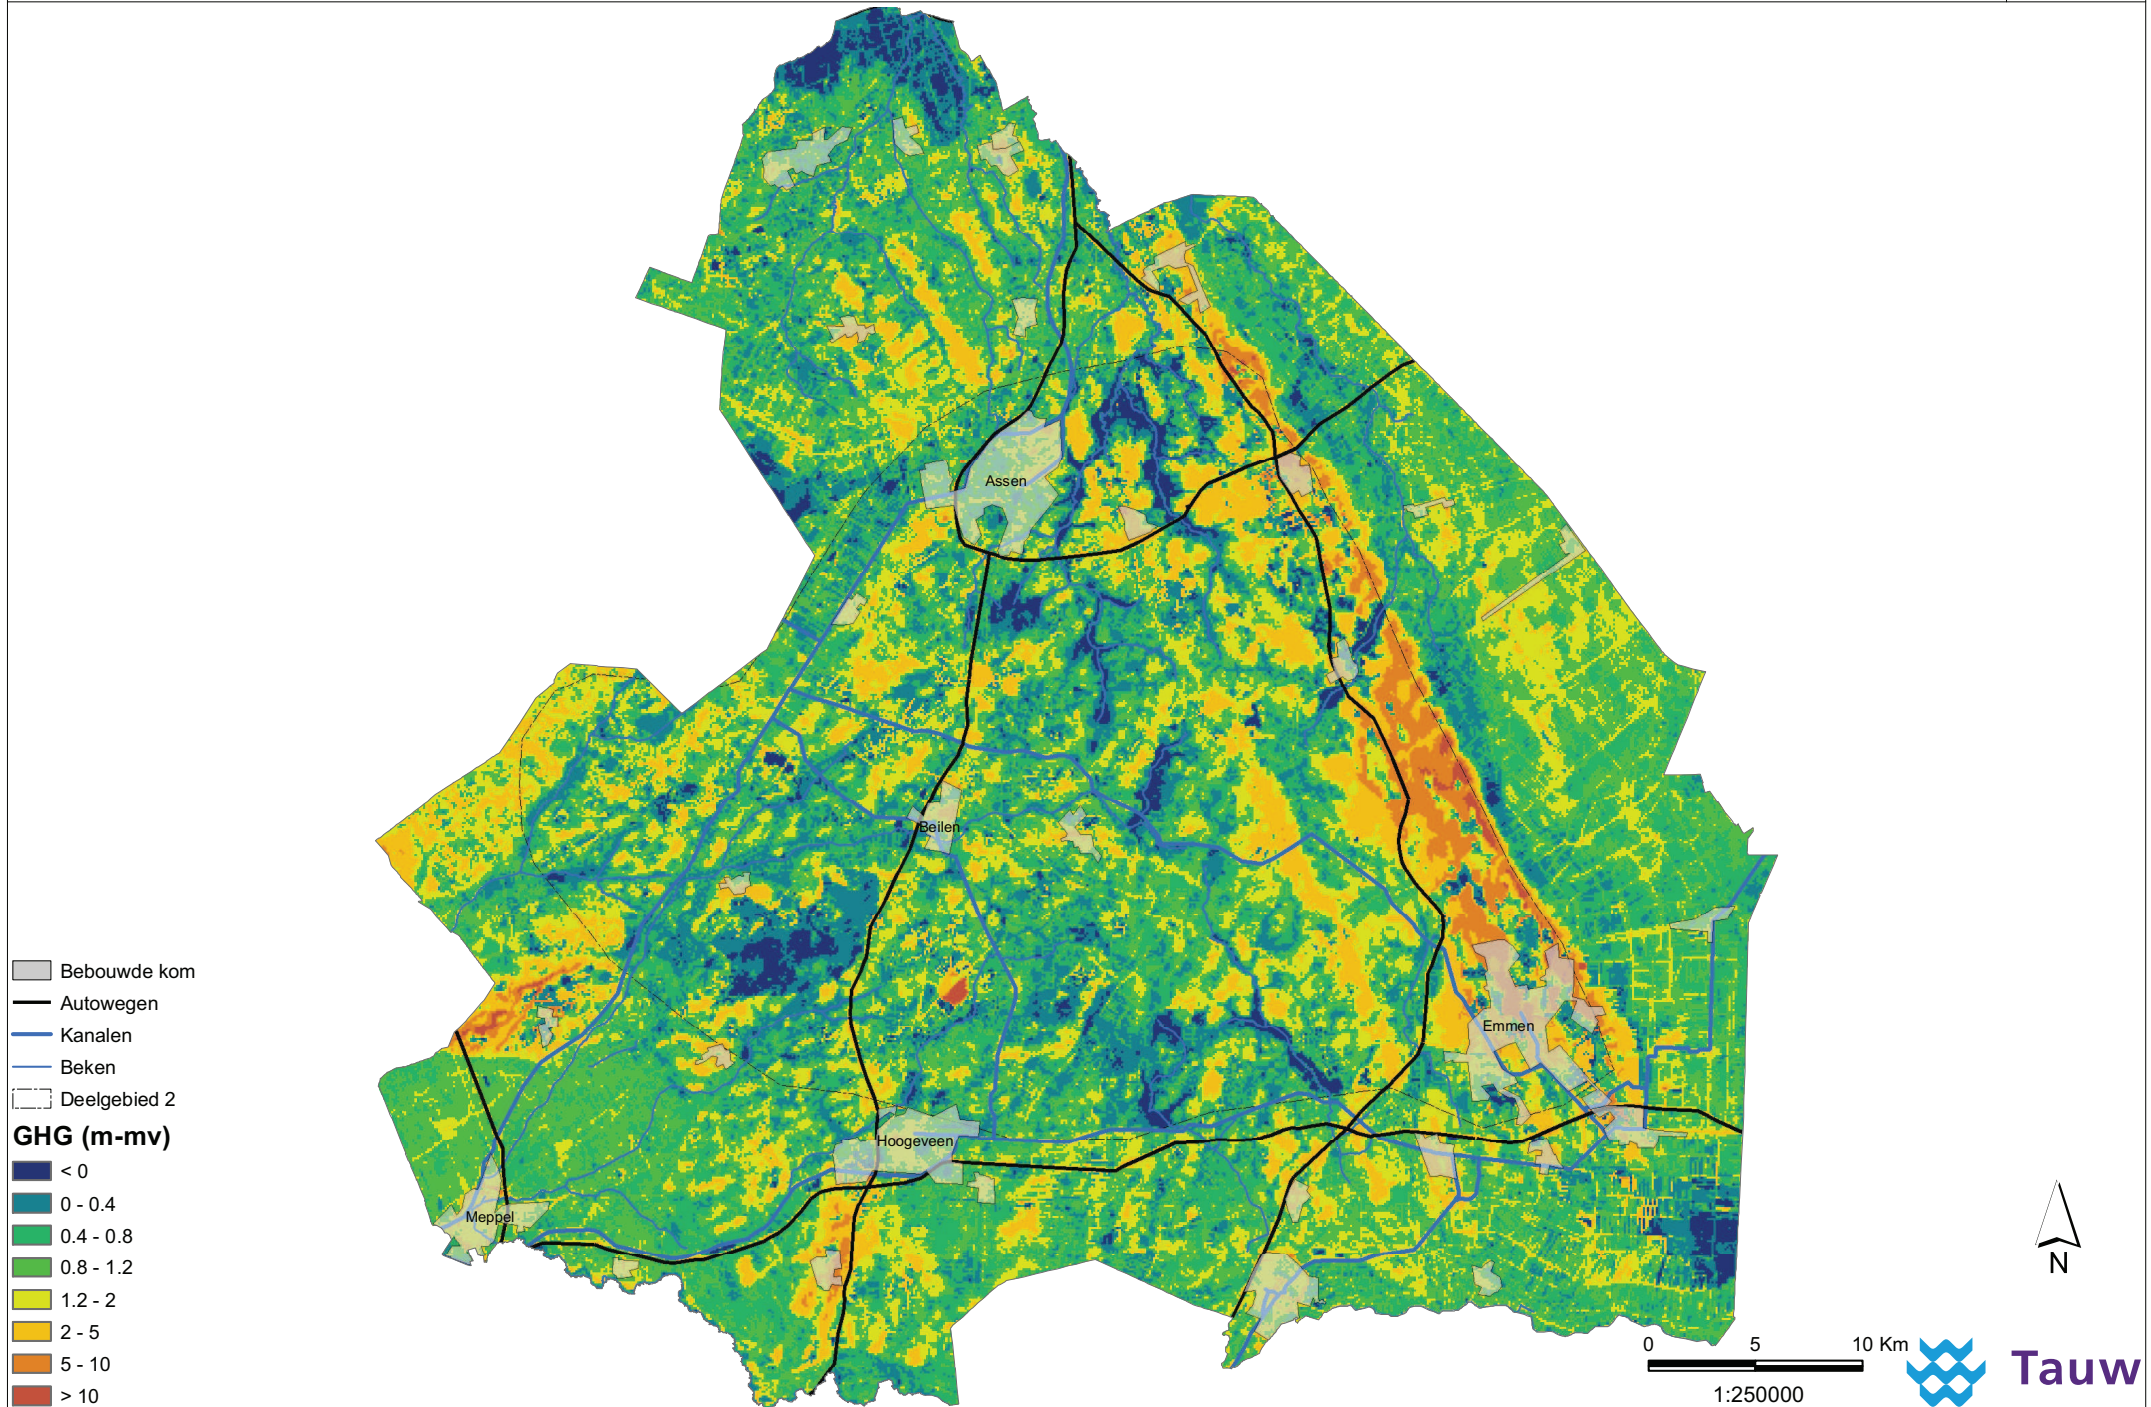 Assen
Beilen
Emmen
Hoogeveen
Meppel
Bebouwde kom
Autowegen
Kanalen
Beken
Deelgebied 2
GHG (m-mv)
< 0
0 - 0.4
0.4 - 0.8
0.8 - 1.2
1.2 - 2
2 - 5
5 - 10
> 10
N
0 5 10 Km
1:250000
Tauw